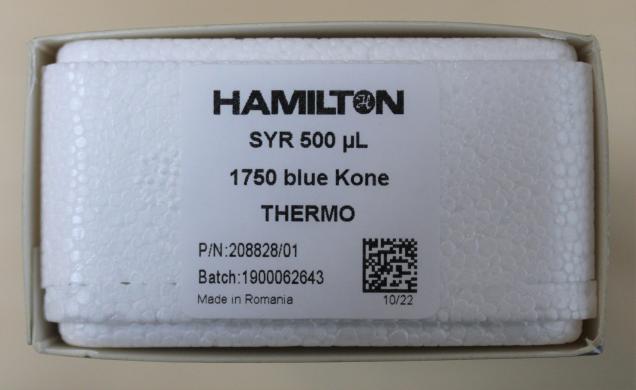 HAMILTON
SYR 500 µL
1750 blue Kone
THERMO
P/N:208828/01
Batch:1900062643
Made in Romania 10/22